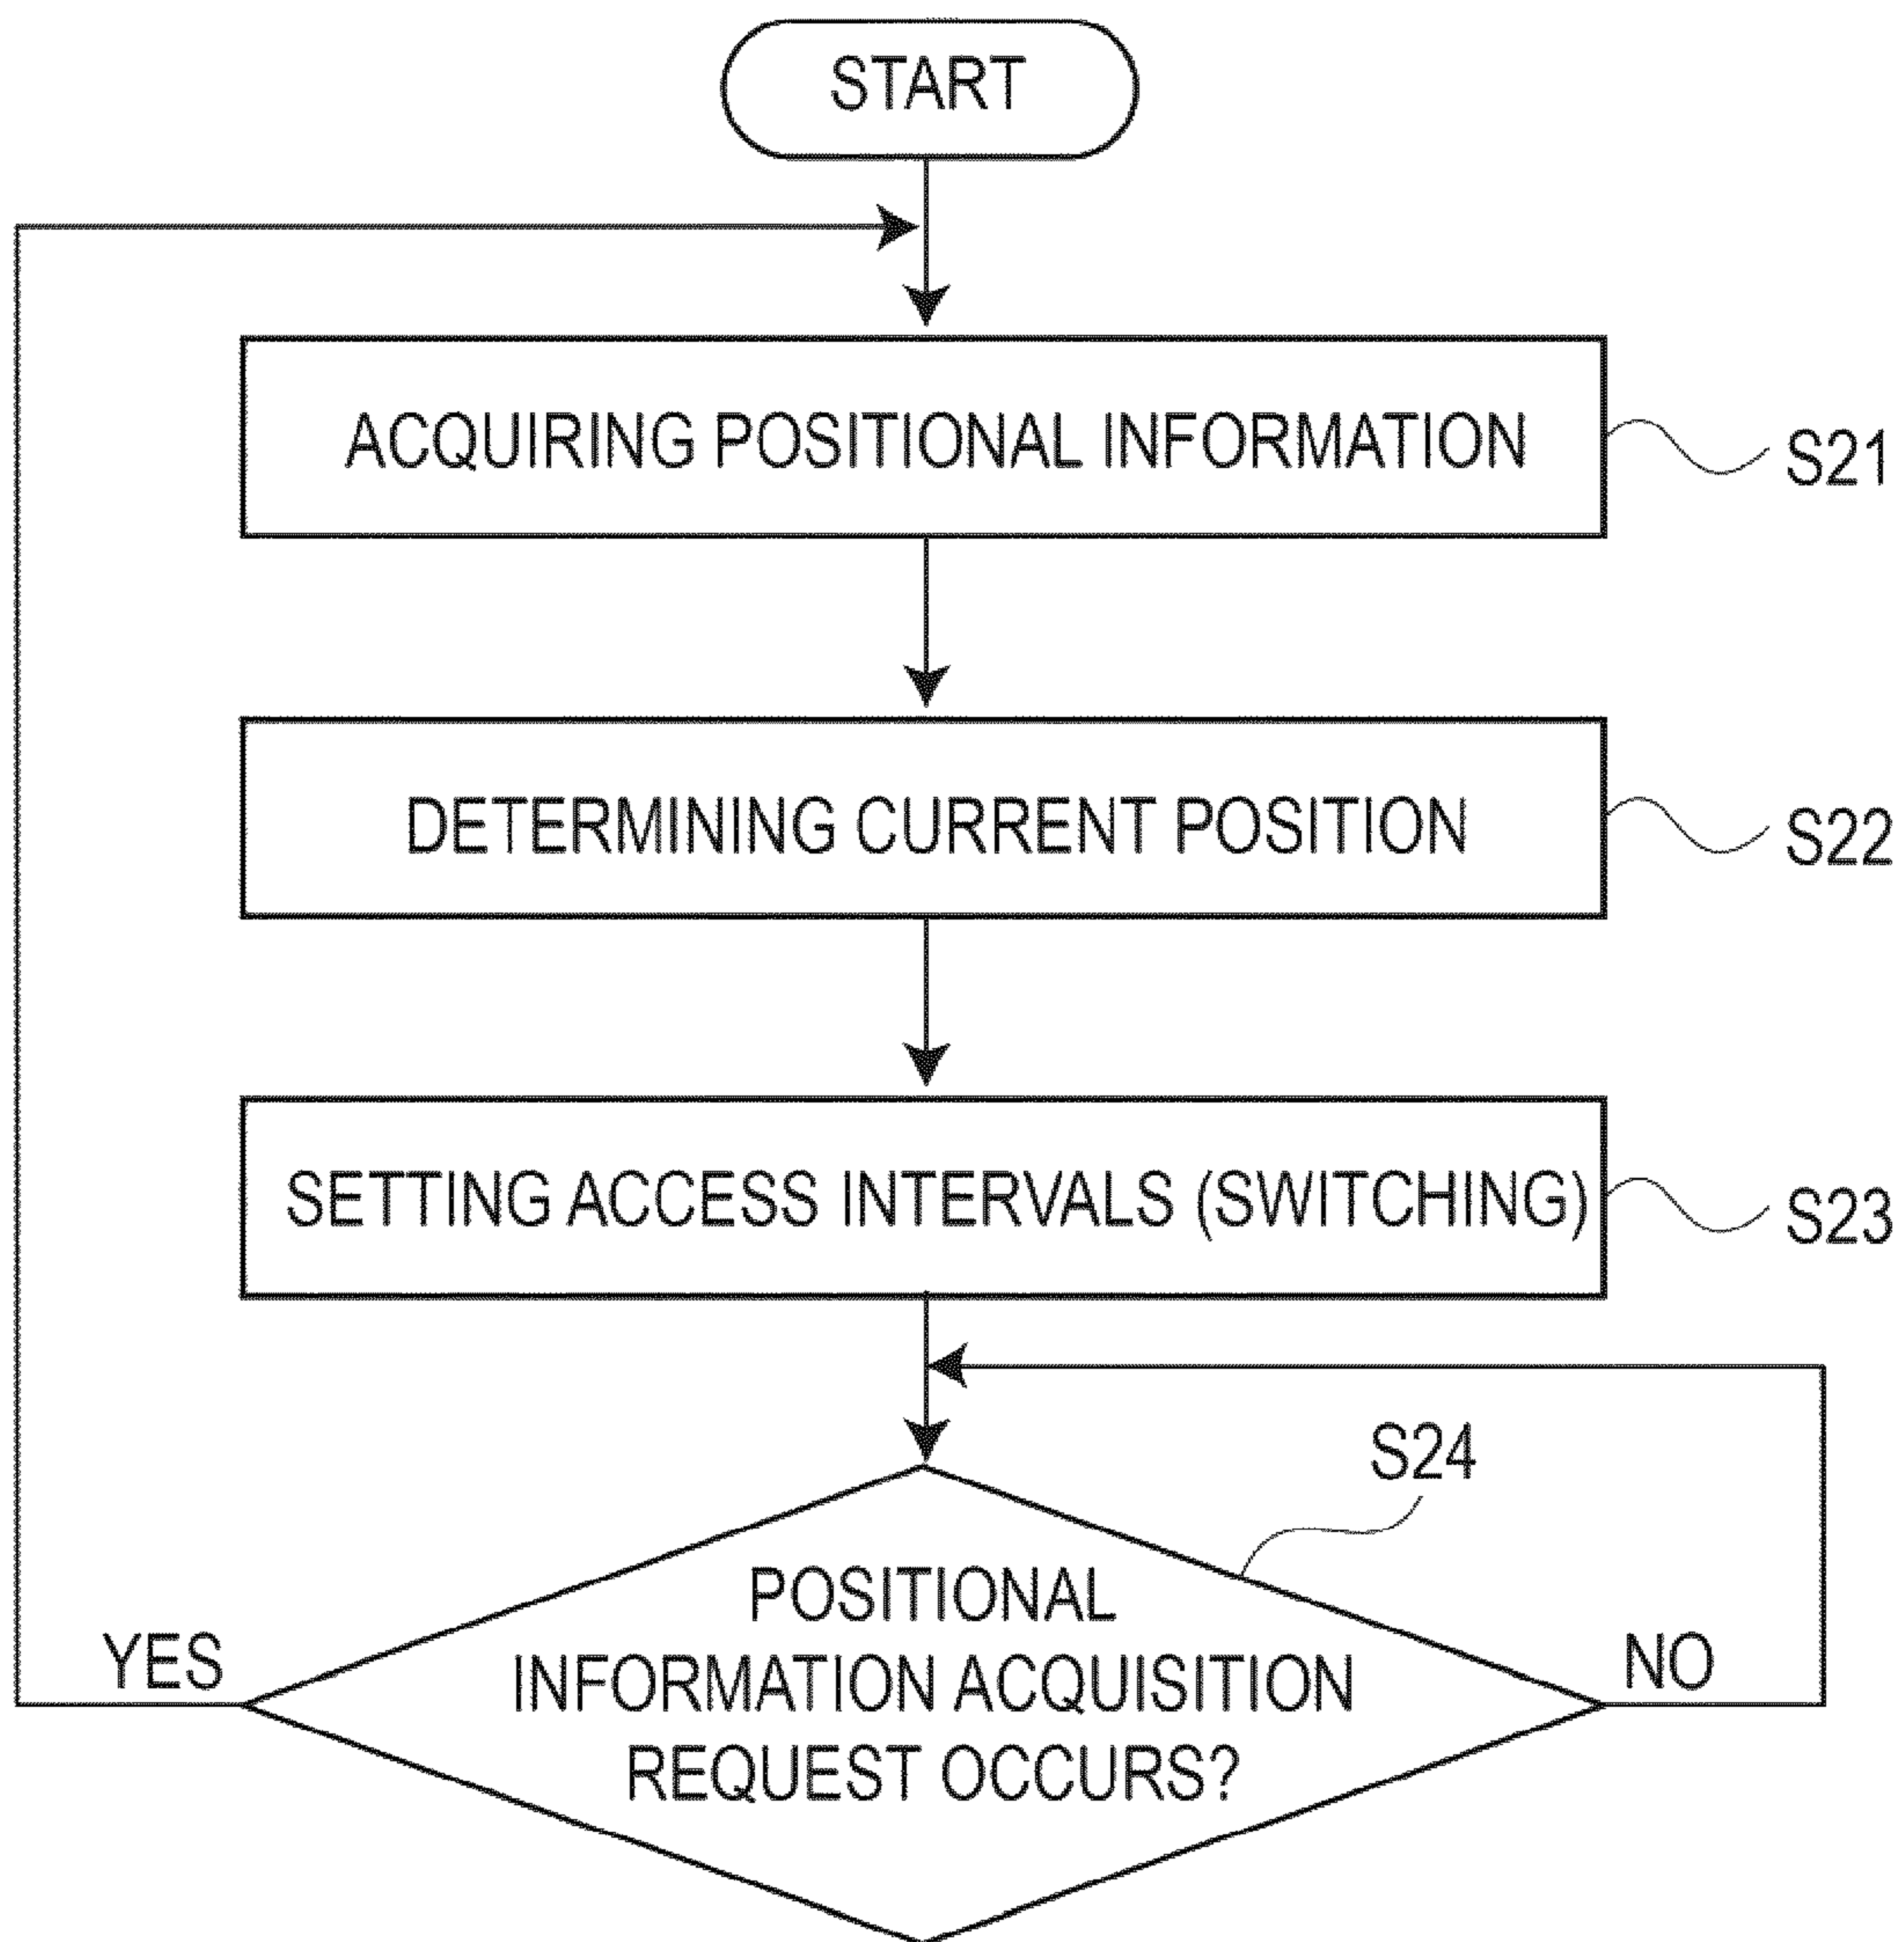 START
ACQUIRING POSITIONAL INFORMATION
S21
DETERMINING CURRENT POSITION
S22
SETTING ACCESS INTERVALS (SWITCHING)
S23
S24
POSITIONAL
INFORMATION ACQUISITION
REQUEST OCCURS?
YES
NO